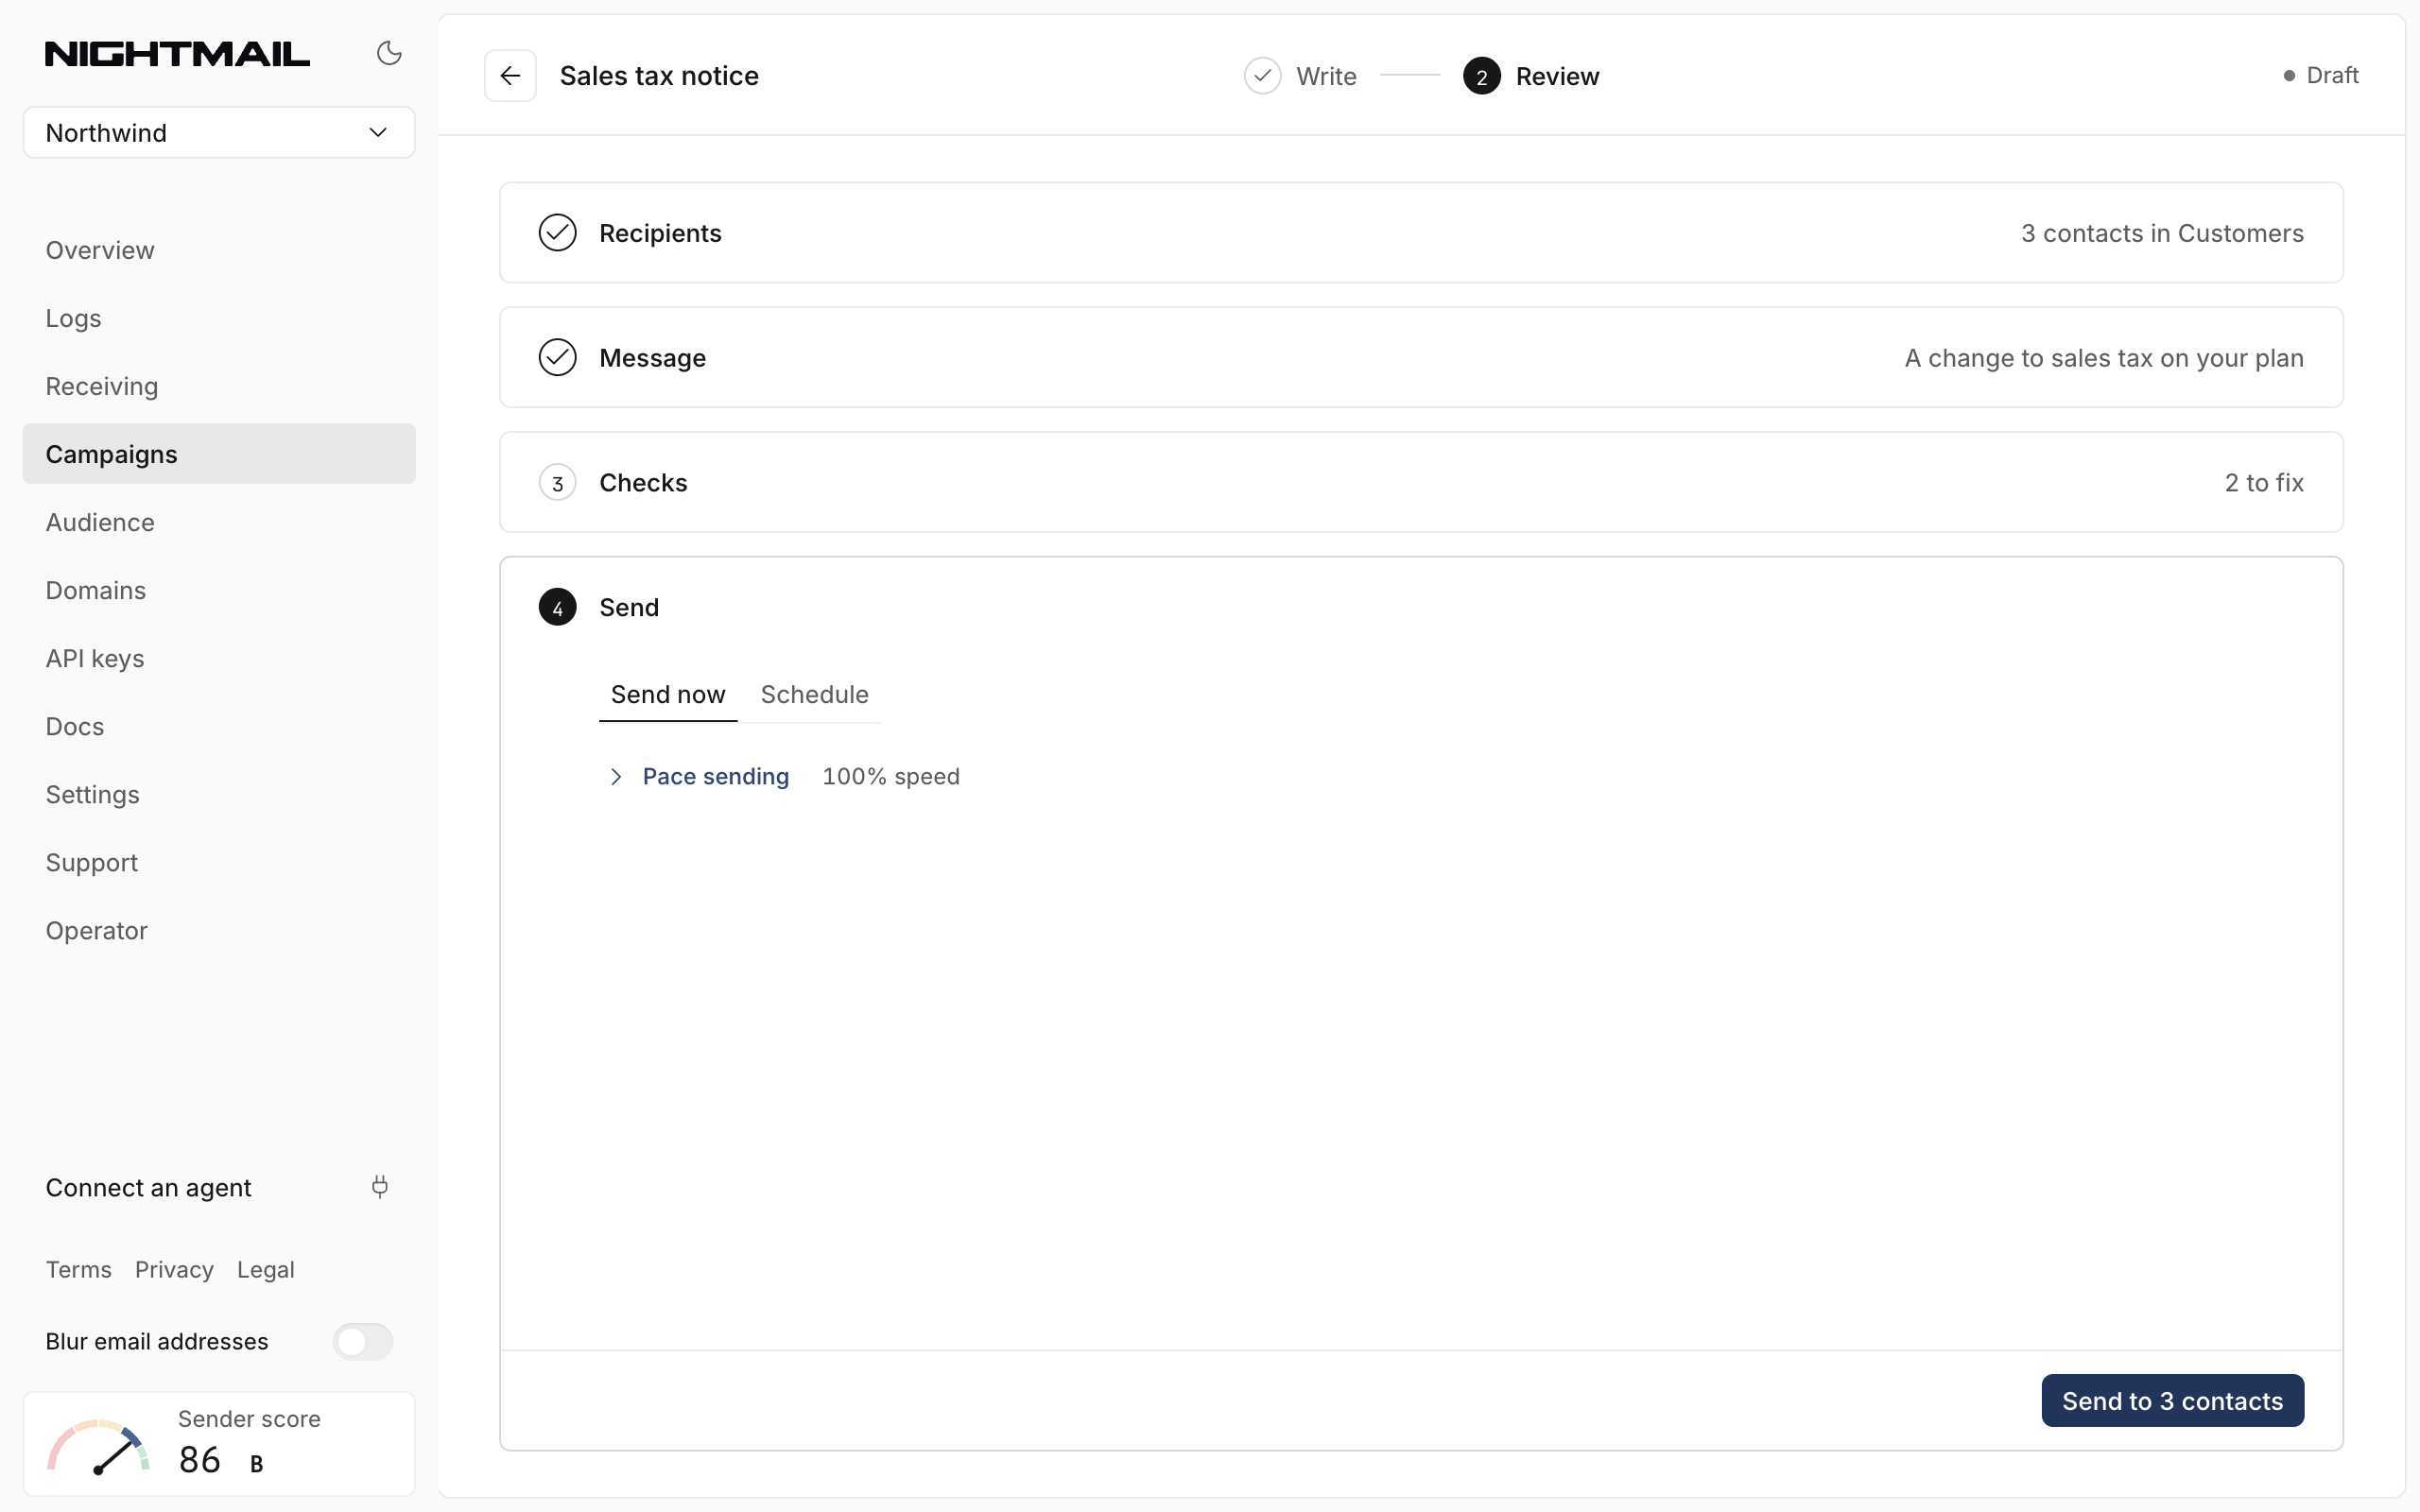 NIGHTMAIL
Northwind
Overview
Logs
Receiving
Campaigns
Audience
Domains
API keys
Docs
Settings
Support
Operator
Connect an agent
Terms Privacy Legal
Blur email addresses
Sender score
86 B
Sales tax notice
Write
2 Review
Draft
Recipients
3 contacts in Customers
Message
A change to sales tax on your plan
3 Checks
2 to fix
4 Send
Send now Schedule
Pace sending 100% speed
Send to 3 contacts